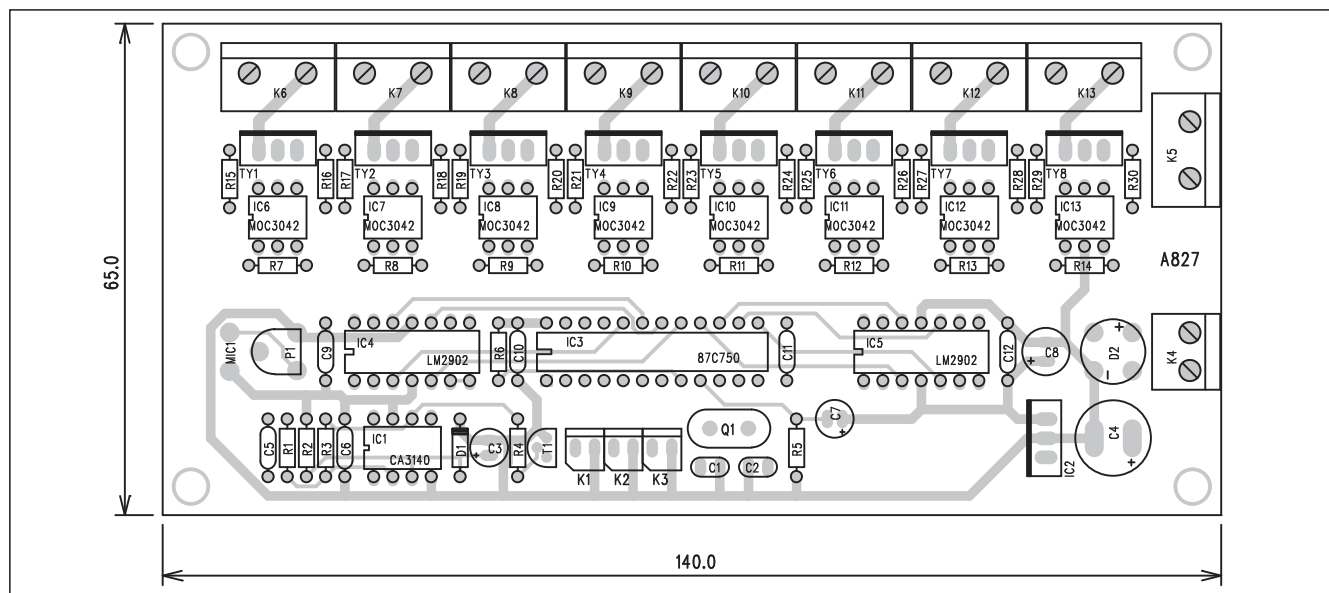 K6 K7 K8 K9 K10 K11 K12 K13
K5
R15 TY1 R16 R17 TY2 R18 R19 TY3 R20 R21 TY4 R22 R23 TY5 R24 R25 TY6 R26 R27 TY7 R28 R29 TY8 R30
IC6 IC7 IC8 IC9 IC10 IC11 IC12 IC13
MOC3042 MOC3042 MOC3042 MOC3042 MOC3042 MOC3042 MOC3042 MOC3042
R7 R8 R9 R10 R11 R12 R13 R14
A827
65.0
MIC1 P1 C9 IC4 LM2902 R6 C10 IC3 87C750 C11 IC5 LM2902 C12 + C8 + D2 - K4
C5 R1 R2 R3 C6 IC1 CA3140 D1 + C3 R4 T1 K1 K2 K3 Q1 C1 C2 R5 C7 + IC2 C4 +
140.0